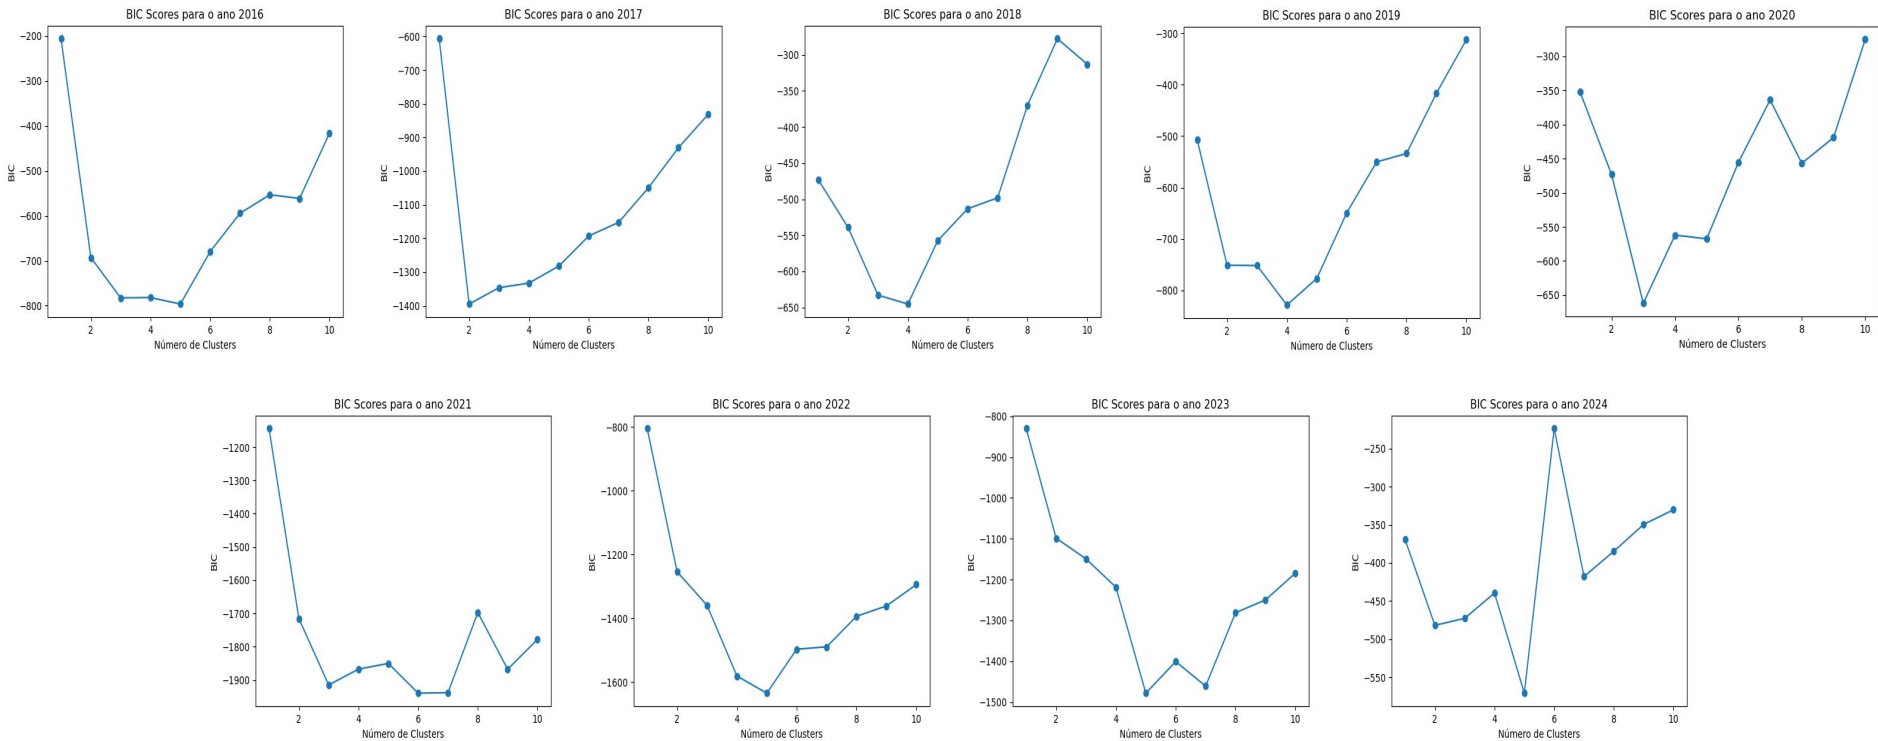 BIC Scores para o ano 2016
BIC
−200
−300
−400
−500
−600
−700
−800
2 4 6 8 10
Número de Clusters
BIC Scores para o ano 2017
BIC
−600
−700
−800
−900
−1000
−1100
−1200
−1300
−1400
2 4 6 8 10
Número de Clusters
BIC Scores para o ano 2018
BIC
−300
−350
−400
−450
−500
−550
−600
−650
2 4 6 8 10
Número de Clusters
BIC Scores para o ano 2019
BIC
−300
−400
−500
−600
−700
−800
2 4 6 8 10
Número de Clusters
BIC Scores para o ano 2020
BIC
−300
−350
−400
−450
−500
−550
−600
−650
2 4 6 8 10
Número de Clusters
BIC Scores para o ano 2021
BIC
−1200
−1300
−1400
−1500
−1600
−1700
−1800
−1900
2 4 6 8 10
Número de Clusters
BIC Scores para o ano 2022
BIC
−800
−1000
−1200
−1400
−1600
2 4 6 8 10
Número de Clusters
BIC Scores para o ano 2023
BIC
−800
−900
−1000
−1100
−1200
−1300
−1400
−1500
2 4 6 8 10
Número de Clusters
BIC Scores para o ano 2024
BIC
−250
−300
−350
−400
−450
−500
−550
2 4 6 8 10
Número de Clusters